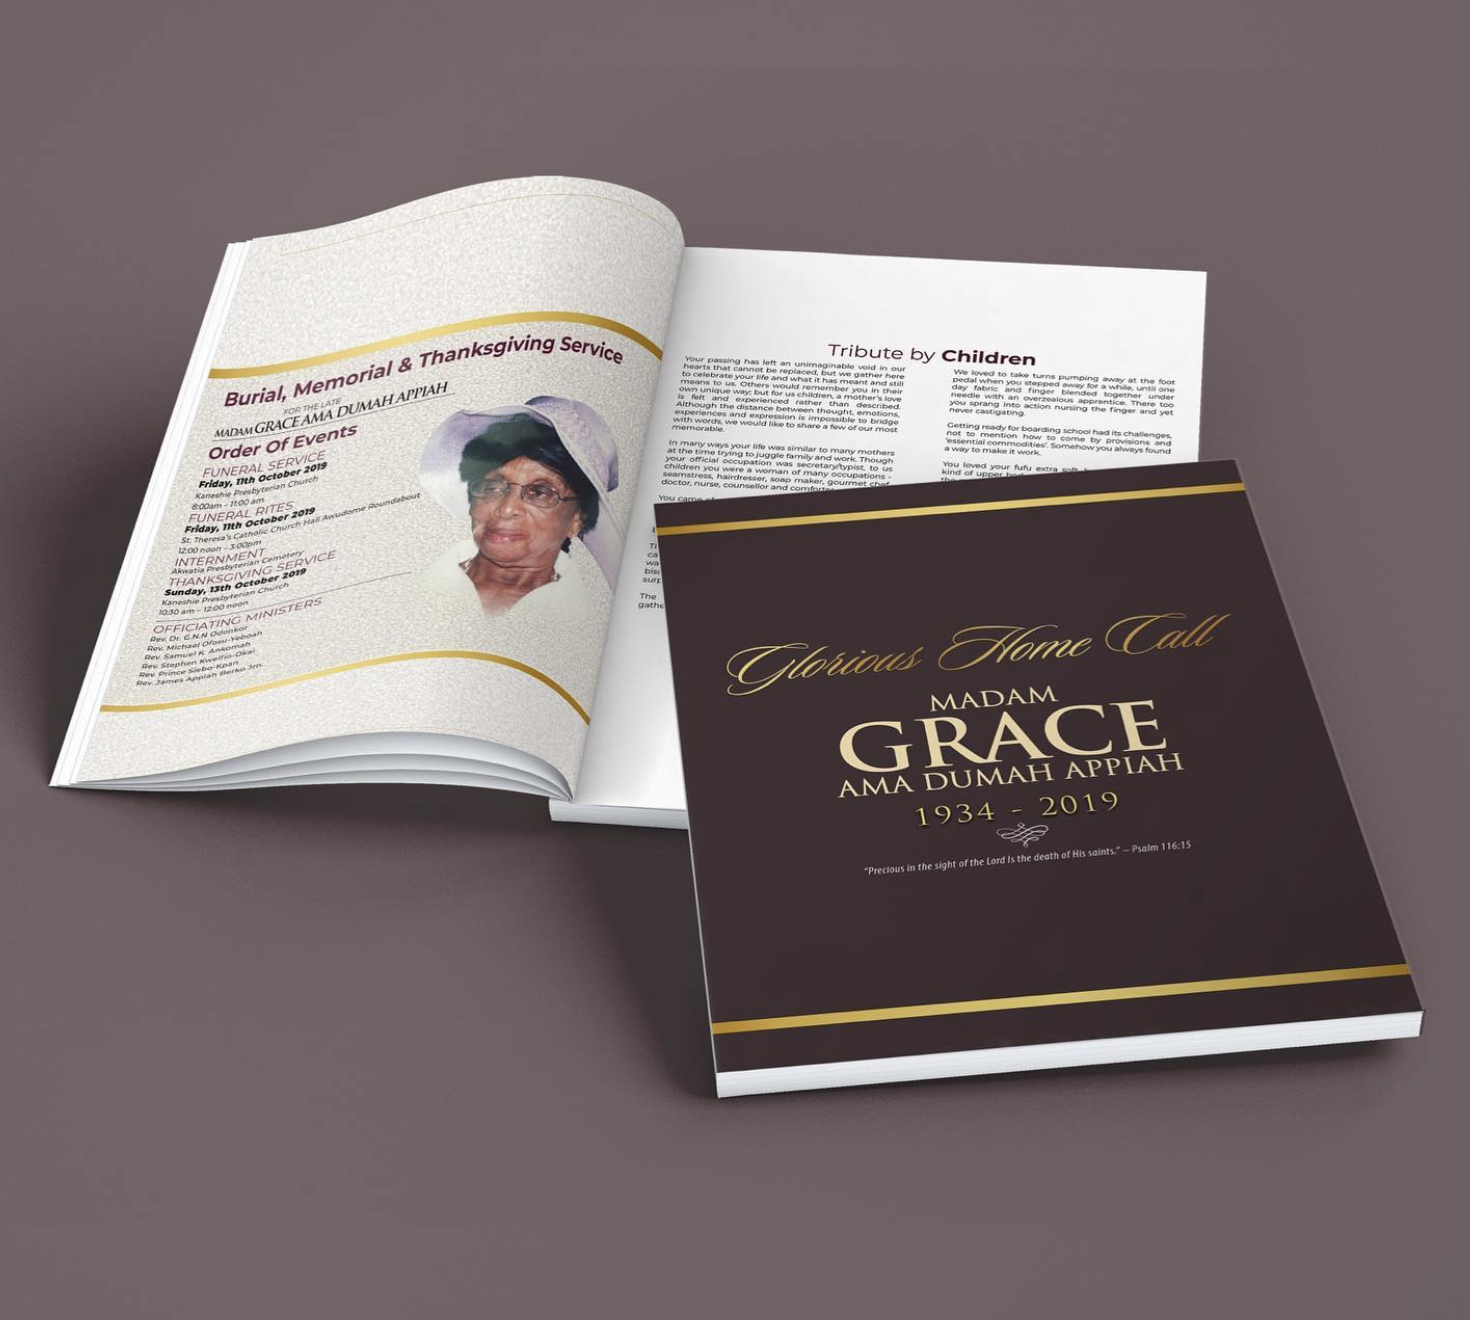 Burial, Memorial & Thanksgiving Service
FOR THE LATE
MADAM GRACE AMA DUMAH APPIAH
Order Of Events
FUNERAL SERVICE
Friday, 11th October 2019
Kaneshie Presbyterian Church
8:00am - 11:00 am
FUNERAL RITES
Friday, 11th October 2019
St. Theresa's Catholic Church Hall Awudome Roundabout
12:00 noon - 3:00pm
INTERNMENT
Akwatia Presbyterian Cemetery
THANKSGIVING SERVICE
Sunday, 13th October 2019
Kaneshie Presbyterian Church
10:30 am - 12:00 noon
OFFICIATING MINISTERS
Rev. Dr. G.N.N Odonkor
Rev. Michael Ofosu-Yeboah
Rev. Samuel K. Ankomah
Rev. Stephen Kweifio-Okai
Rev. Prince Siebo-Kpan
Rev. James Appiah Berko Jrn.
Tribute by Children
Your passing has left an unimaginable void in our
hearts that cannot be replaced, but we gather here
to celebrate your life and what it has meant and still
means to us. Others would remember you in their
own unique way; but for us children, a mother's love
is felt and experienced rather than described.
Although the distance between thought, emotions,
experiences and expression is impossible to bridge
with words, we would like to share a few of our most
memorable.
In many ways your life was similar to many mothers
at the time trying to juggle family and work. Though
your official occupation was secretary/typist, to us
children you were a woman of many occupations -
seamstress, hairdresser, soap maker, gourmet chef,
doctor, nurse, counsellor and comforter
You came
The
gathe
We loved to take turns pumping away at the foot
pedal when you stepped away for a while, until one
day fabric and finger blended together under
needle with an overzealous apprentice. There too
you sprang into action nursing the finger and yet
never castigating.
Getting ready for boarding school had its challenges,
not to mention how to come by provisions and
'essential commodities'. Somehow you always found
a way to make it work.
You loved your fufu extra soft
kind of upper
Glorious Home Call
MADAM
GRACE
AMA DUMAH APPIAH
1934 - 2019
"Precious in the sight of the Lord Is the death of His saints." – Psalm 116:15